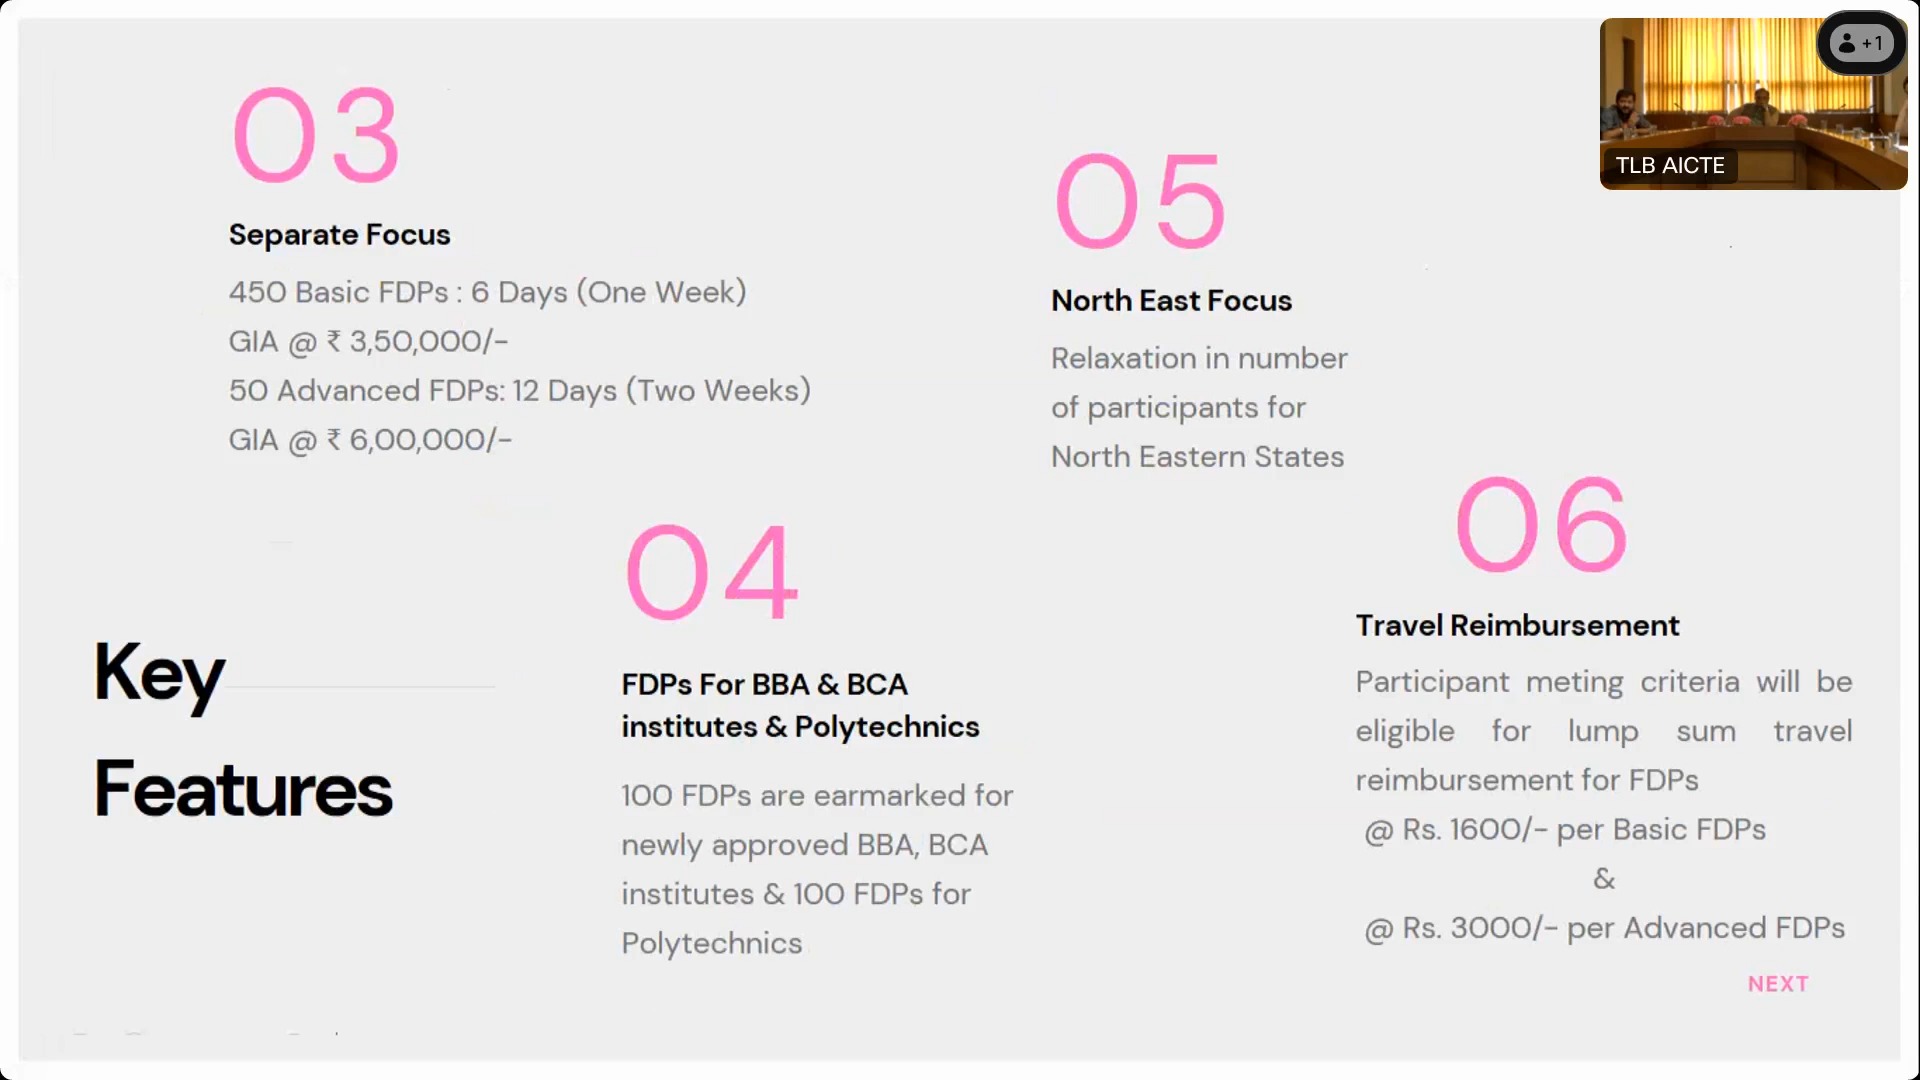 03
Separate Focus
450 Basic FDPs : 6 Days (One Week)
GIA @ ₹ 3,50,000/-
50 Advanced FDPs: 12 Days (Two Weeks)
GIA @ ₹ 6,00,000/-
05
North East Focus
Relaxation in number
of participants for
North Eastern States
04
FDPs For BBA & BCA
institutes & Polytechnics
100 FDPs are earmarked for
newly approved BBA, BCA
institutes & 100 FDPs for
Polytechnics
06
Travel Reimbursement
Participant meting criteria will be
eligible for lump sum travel
reimbursement for FDPs
@ Rs. 1600/- per Basic FDPs
&
@ Rs. 3000/- per Advanced FDPs
NEXT
Key
Features
+1
TLB AICTE